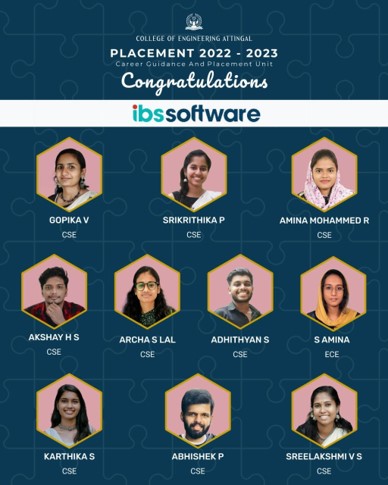 COLLEGE OF ENGINEERING ATTINGAL
PLACEMENT 2022 - 2023
Career Guidance And Placement Unit
Congratulations
ibssoftware
GOPIKA V
CSE
SRIKRITHIKA P
CSE
AMINA MOHAMMED R
CSE
AKSHAY H S
CSE
ARCHA S LAL
CSE
ADHITHYAN S
CSE
S AMINA
ECE
KARTHIKA S
CSE
ABHISHEK P
CSE
SREELAKSHMI V S
CSE